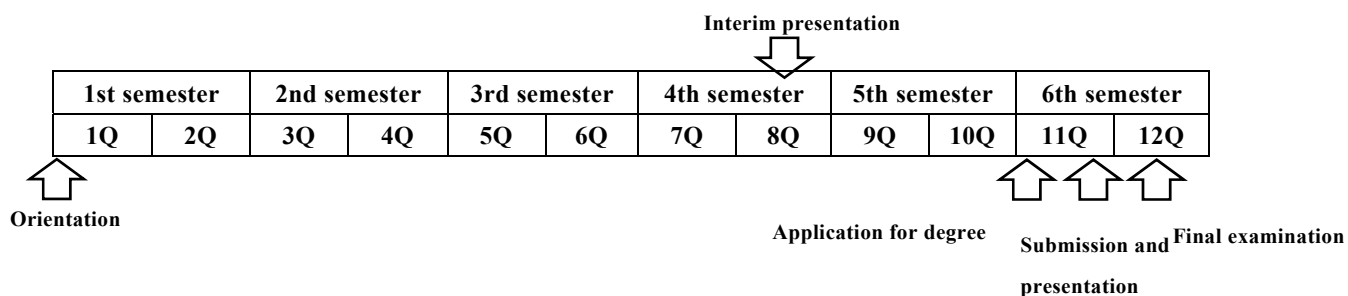 Interim presentation
1st semester 2nd semester 3rd semester 4th semester 5th semester 6th semester
1Q 2Q 3Q 4Q 5Q 6Q 7Q 8Q 9Q 10Q 11Q 12Q
Orientation
Application for degree
Submission and
presentation
Final examination